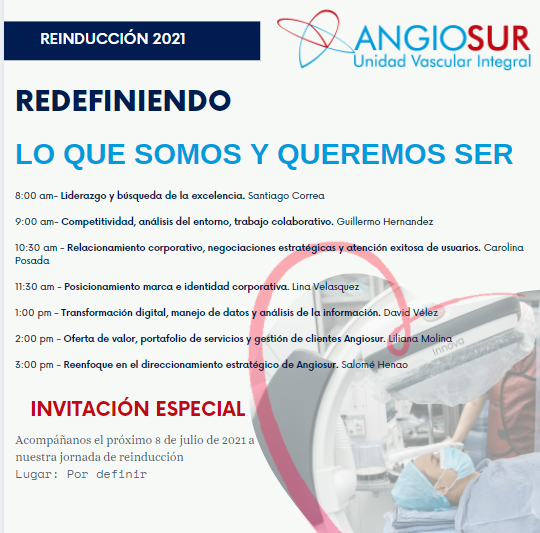 REINDUCCIÓN 2021
ANGIOSUR
Unidad Vascular Integral
REDEFINIENDO
LO QUE SOMOS Y QUEREMOS SER
8:00 am- Liderazgo y búsqueda de la excelencia. Santiago Correa
9:00 am- Competitividad, análisis del entorno, trabajo colaborativo. Guillermo Hernandez
10:30 am - Relacionamiento corporativo, negociaciones estratégicas y atención exitosa de usuarios. Carolina
Posada
11:30 am - Posicionamiento marca e identidad corporativa. Lina Velasquez
1:00 pm - Transformación digital, manejo de datos y análisis de la información. David Vélez
2:00 pm - Oferta de valor, portafolio de servicios y gestión de clientes Angiosur. Liliana Molina
Innova
3:00 pm - Reenfoque en el direccionamiento estratégico de Angiosur. Salomé Henao
INVITACIÓN ESPECIAL
Acompáñanos el próximo 8 de julio de 2021 a
nuestra jornada de reinducción
Lugar: Por definir